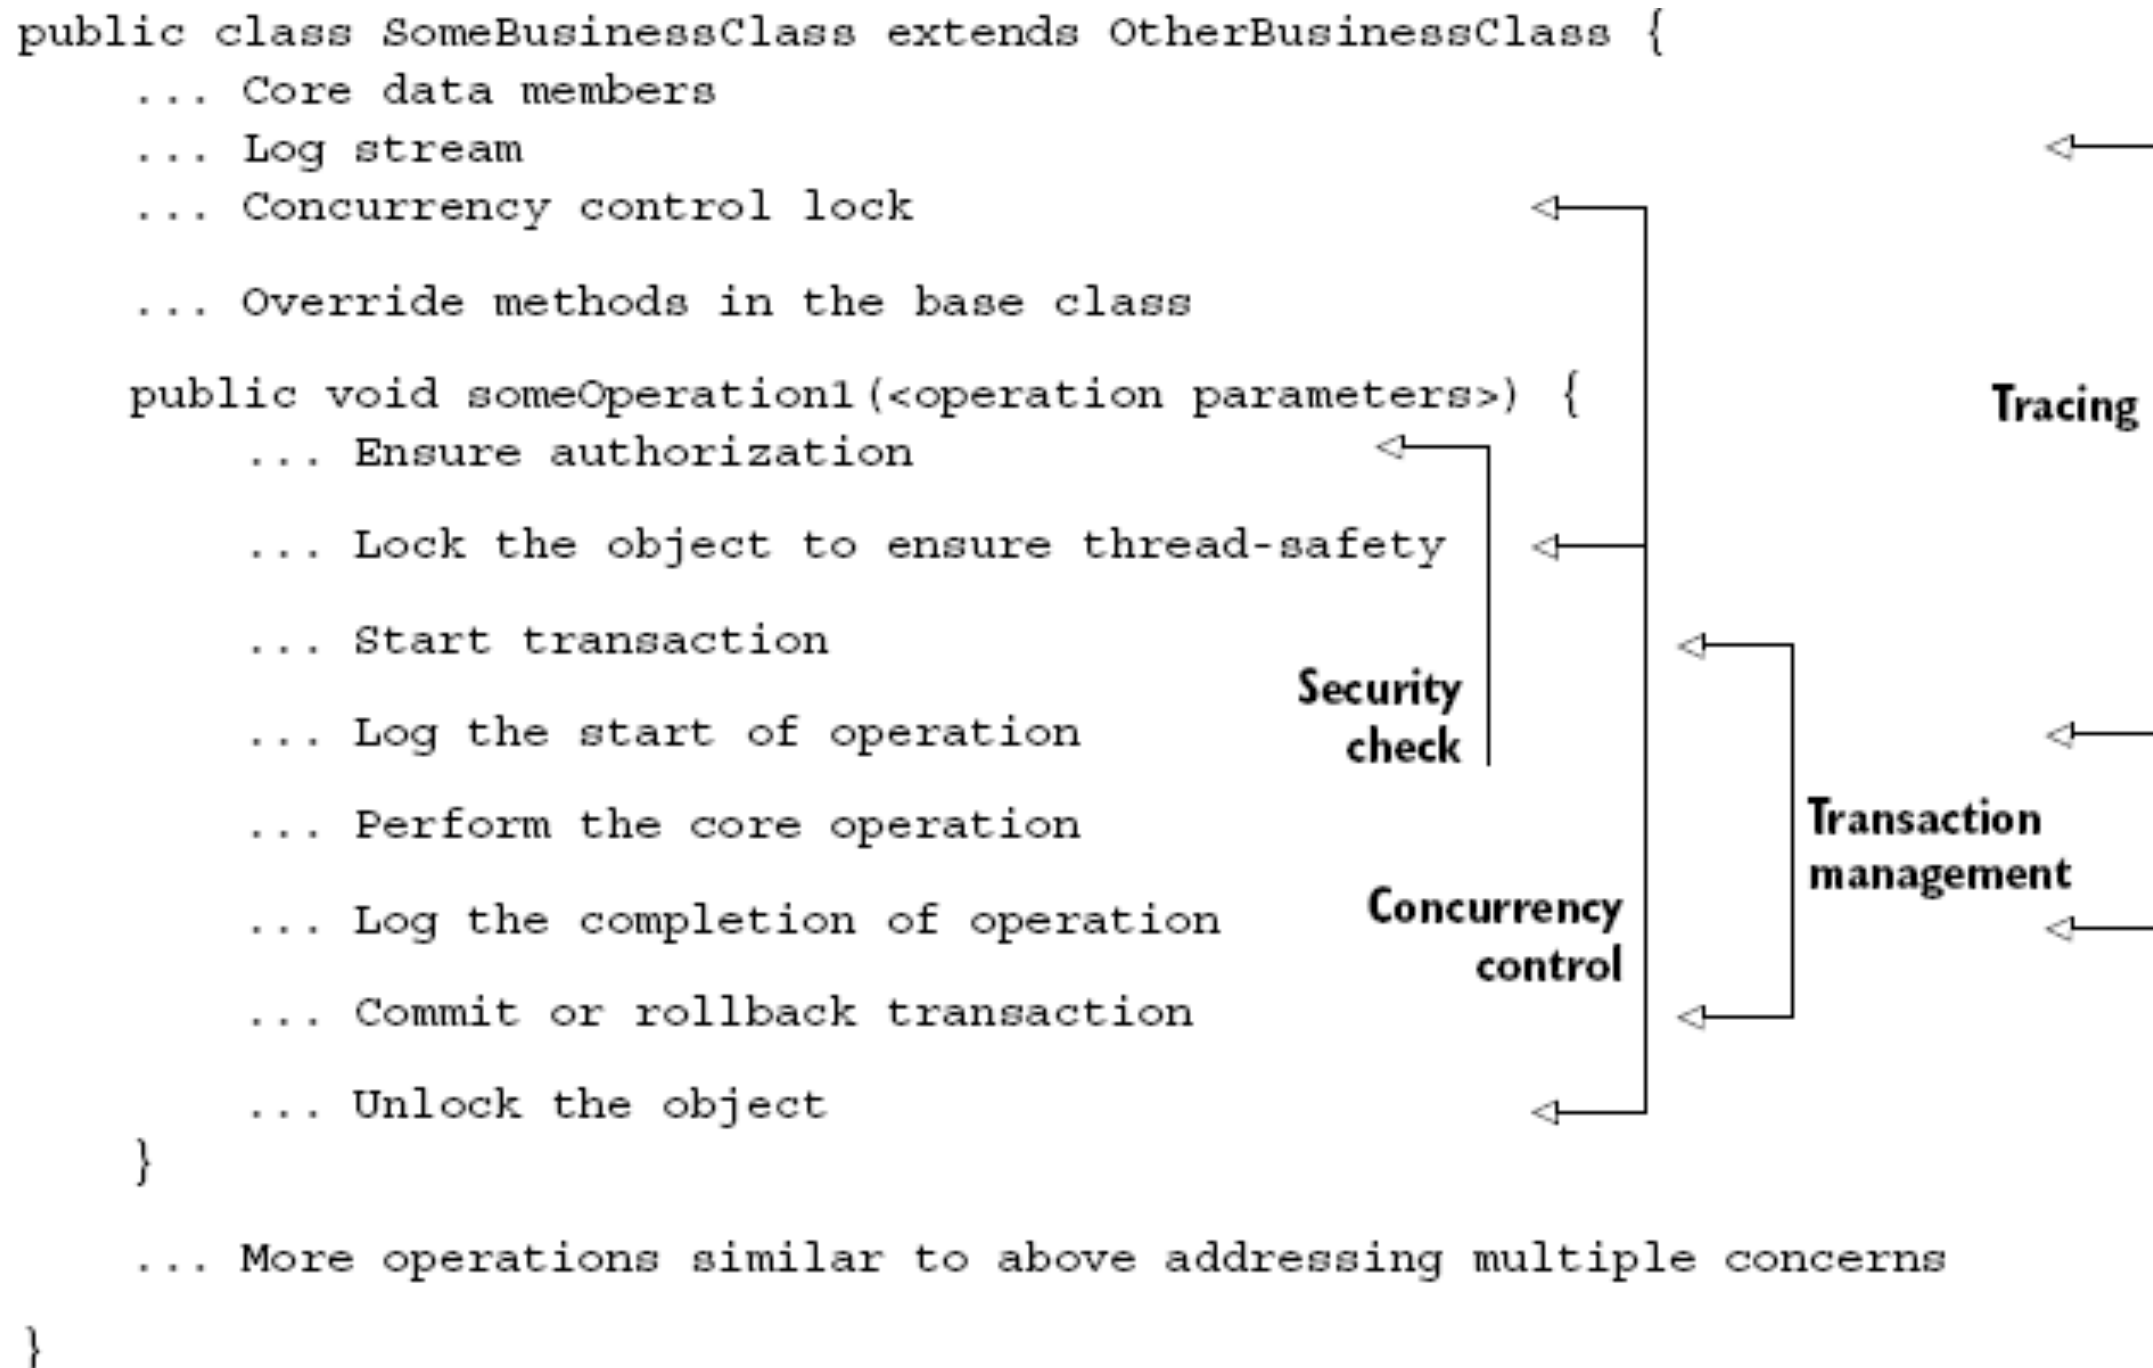 public class SomeBusinessClass extends OtherBusinessClass {
... Core data members
... Log stream
... Concurrency control lock
... Override methods in the base class
public void someOperation1(<operation parameters>) {
Tracing
... Ensure authorization
... Lock the object to ensure thread-safety
... Start transaction
Security
check
... Log the start of operation
... Perform the core operation
Transaction
management
... Log the completion of operation
Concurrency
control
... Commit or rollback transaction
... Unlock the object
}
... More operations similar to above addressing multiple concerns
}